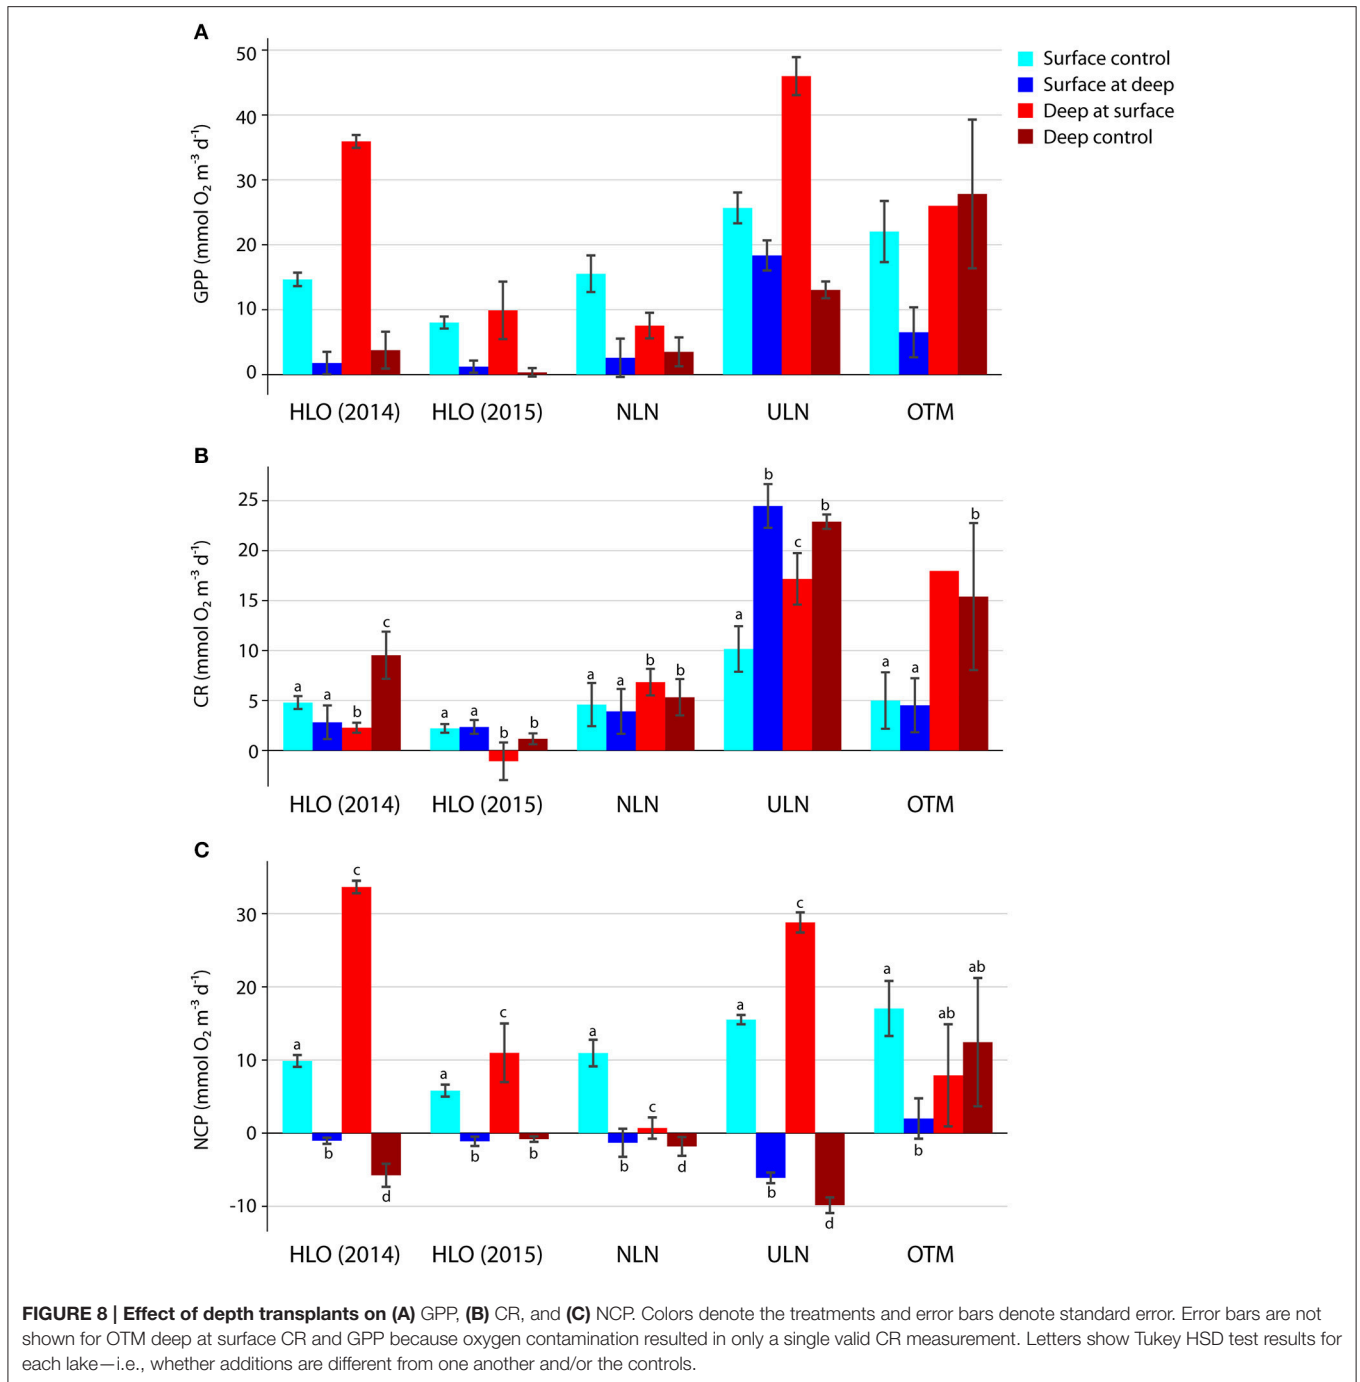 A
50
40
30
20
10
0
GPP (mmol O₂ m⁻³ d⁻¹)
Surface control
Surface at deep
Deep at surface
Deep control
HLO (2014) HLO (2015) NLN ULN OTM
B
25
20
15
10
5
0
CR (mmol O₂ m⁻³ d⁻¹)
a a b c
a a b b
a a b b
a b c b
a a b
HLO (2014) HLO (2015) NLN ULN OTM
C
30
20
10
0
-10
NCP (mmol O₂ m⁻³ d⁻¹)
a b c d
a b c b
a b c d
a b c d
a b ab ab
HLO (2014) HLO (2015) NLN ULN OTM
FIGURE 8 | Effect of depth transplants on (A) GPP, (B) CR, and (C) NCP. Colors denote the treatments and error bars denote standard error. Error bars are not
shown for OTM deep at surface CR and GPP because oxygen contamination resulted in only a single valid CR measurement. Letters show Tukey HSD test results for
each lake—i.e., whether additions are different from one another and/or the controls.